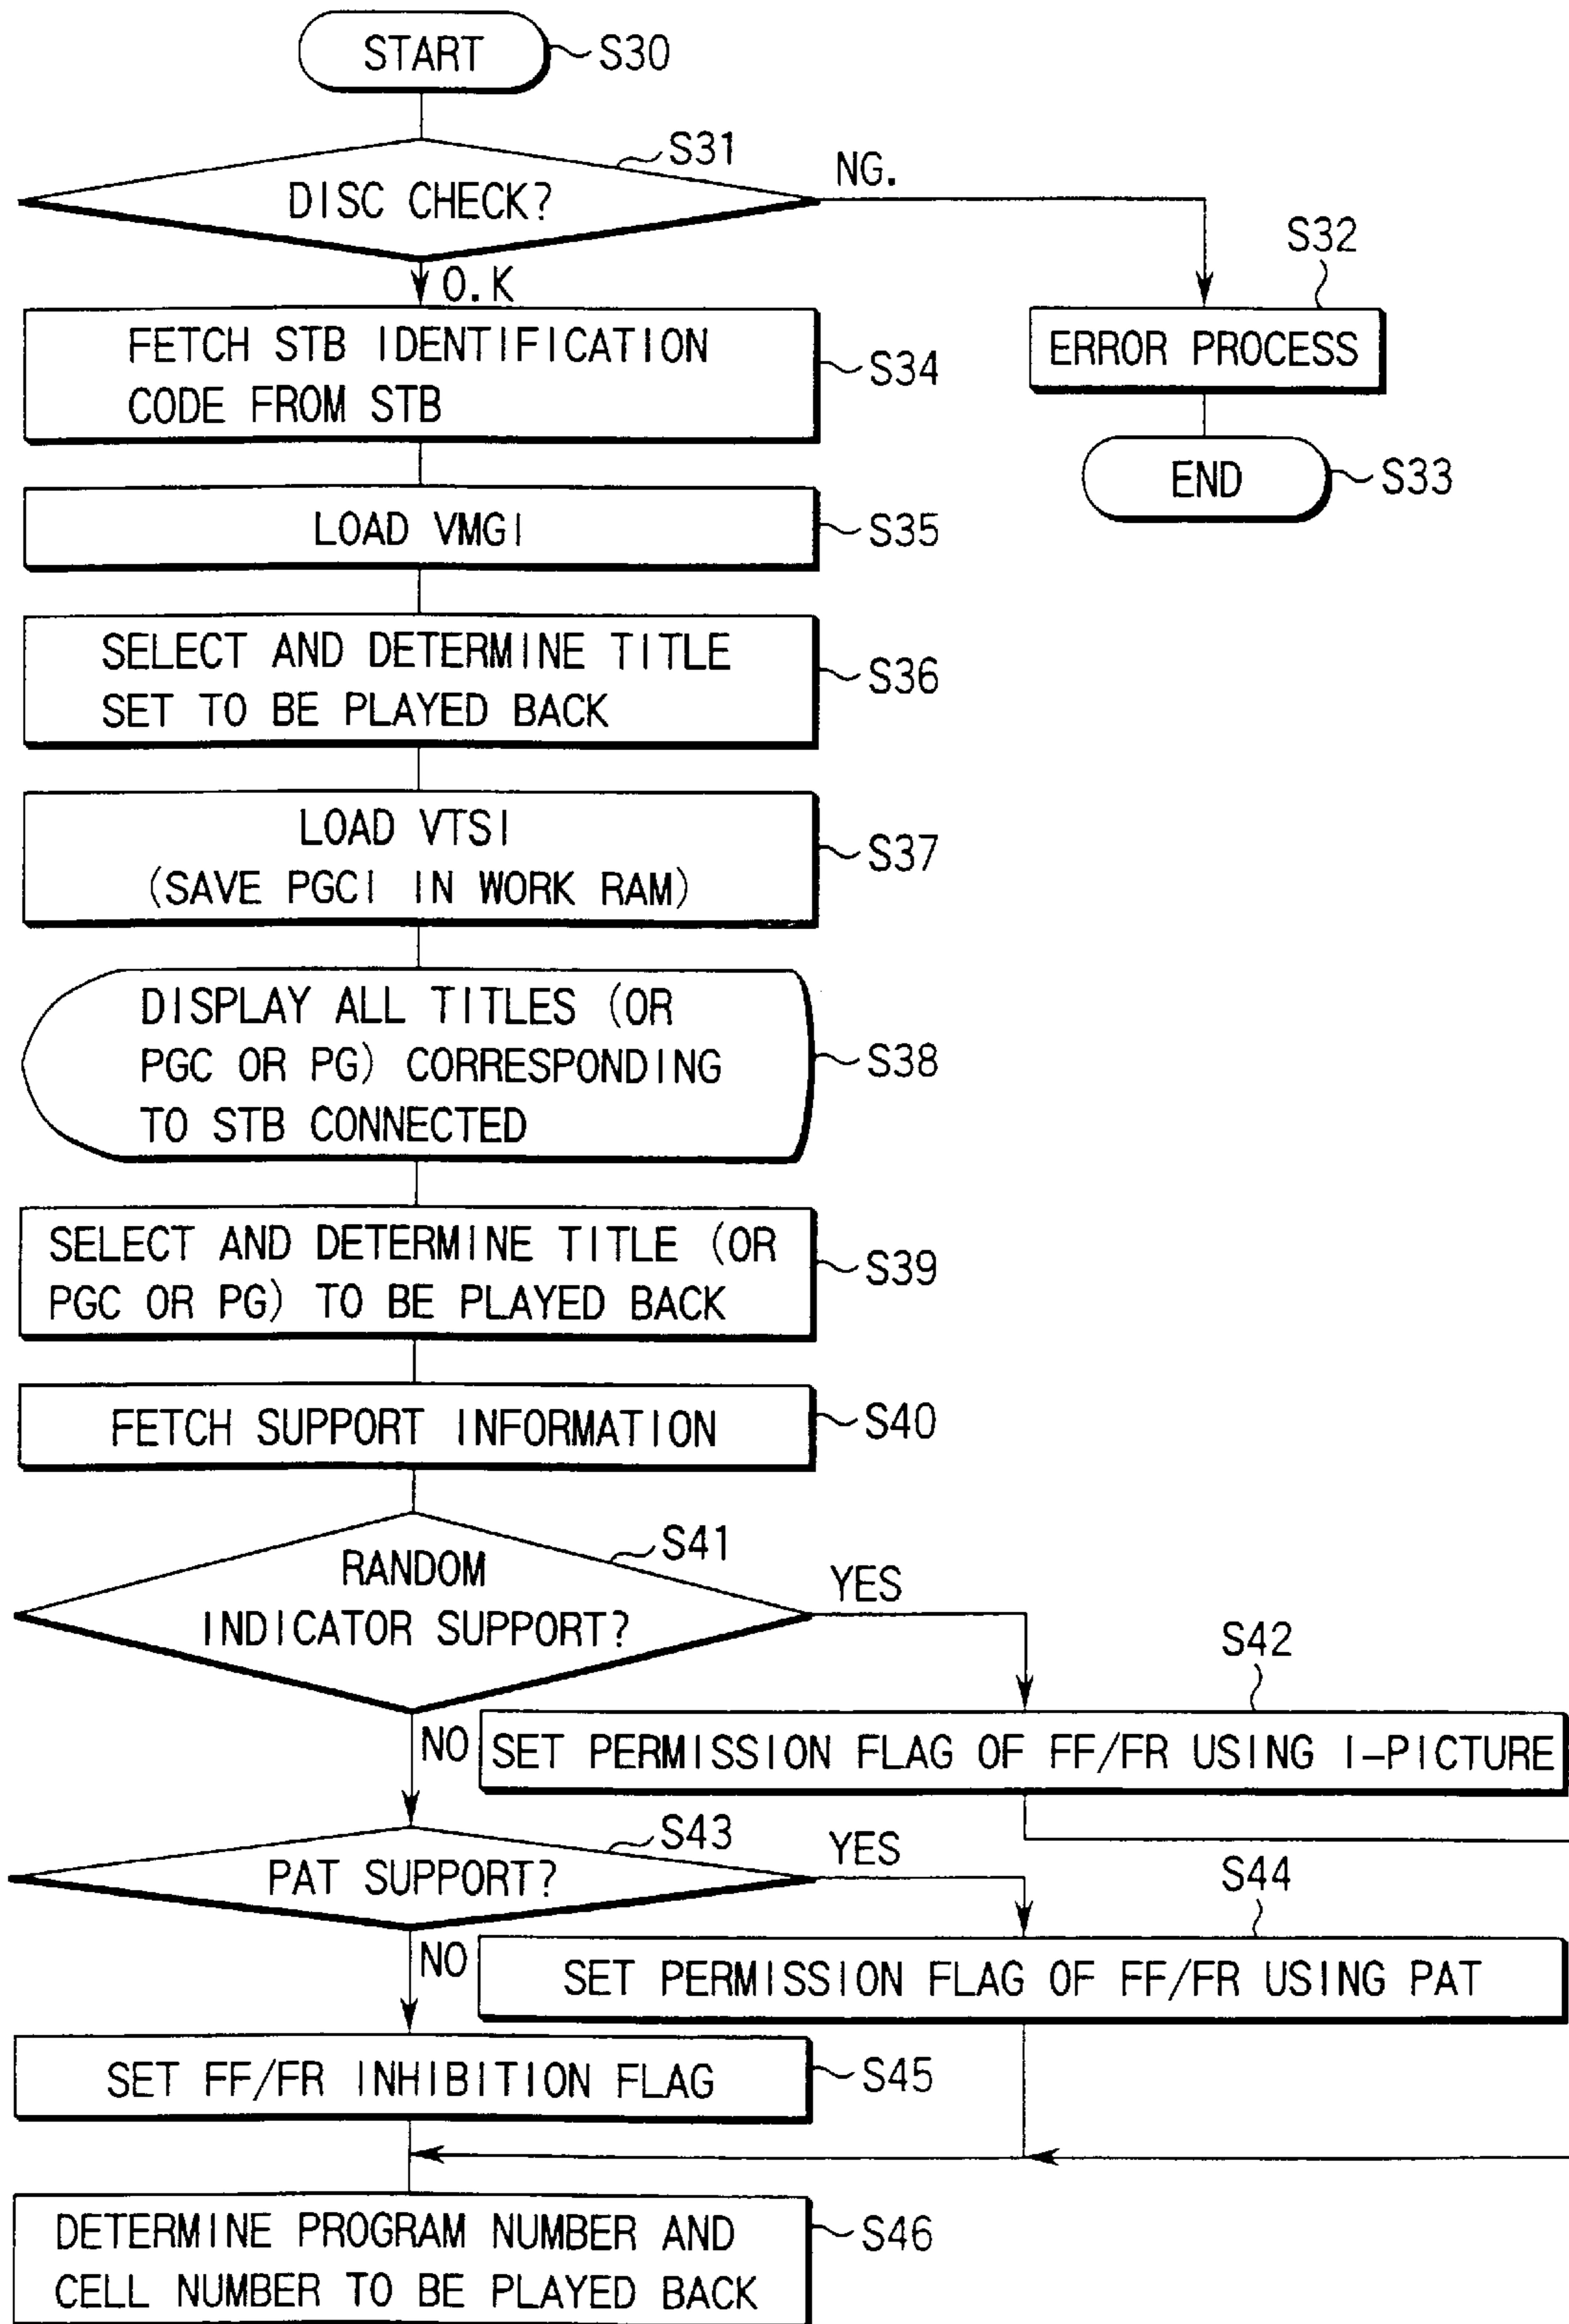 START
S30
S31
DISC CHECK?
NG.
O.K
S32
ERROR PROCESS
END
S33
FETCH STB IDENTIFICATION
CODE FROM STB
S34
LOAD VMGI
S35
SELECT AND DETERMINE TITLE
SET TO BE PLAYED BACK
S36
LOAD VTSI
(SAVE PGCI IN WORK RAM)
S37
DISPLAY ALL TITLES (OR
PGC OR PG) CORRESPONDING
TO STB CONNECTED
S38
SELECT AND DETERMINE TITLE (OR
PGC OR PG) TO BE PLAYED BACK
S39
FETCH SUPPORT INFORMATION
S40
S41
RANDOM
INDICATOR SUPPORT?
YES
S42
NO
SET PERMISSION FLAG OF FF/FR USING I-PICTURE
S43
PAT SUPPORT?
YES
S44
NO
SET PERMISSION FLAG OF FF/FR USING PAT
SET FF/FR INHIBITION FLAG
S45
DETERMINE PROGRAM NUMBER AND
CELL NUMBER TO BE PLAYED BACK
S46